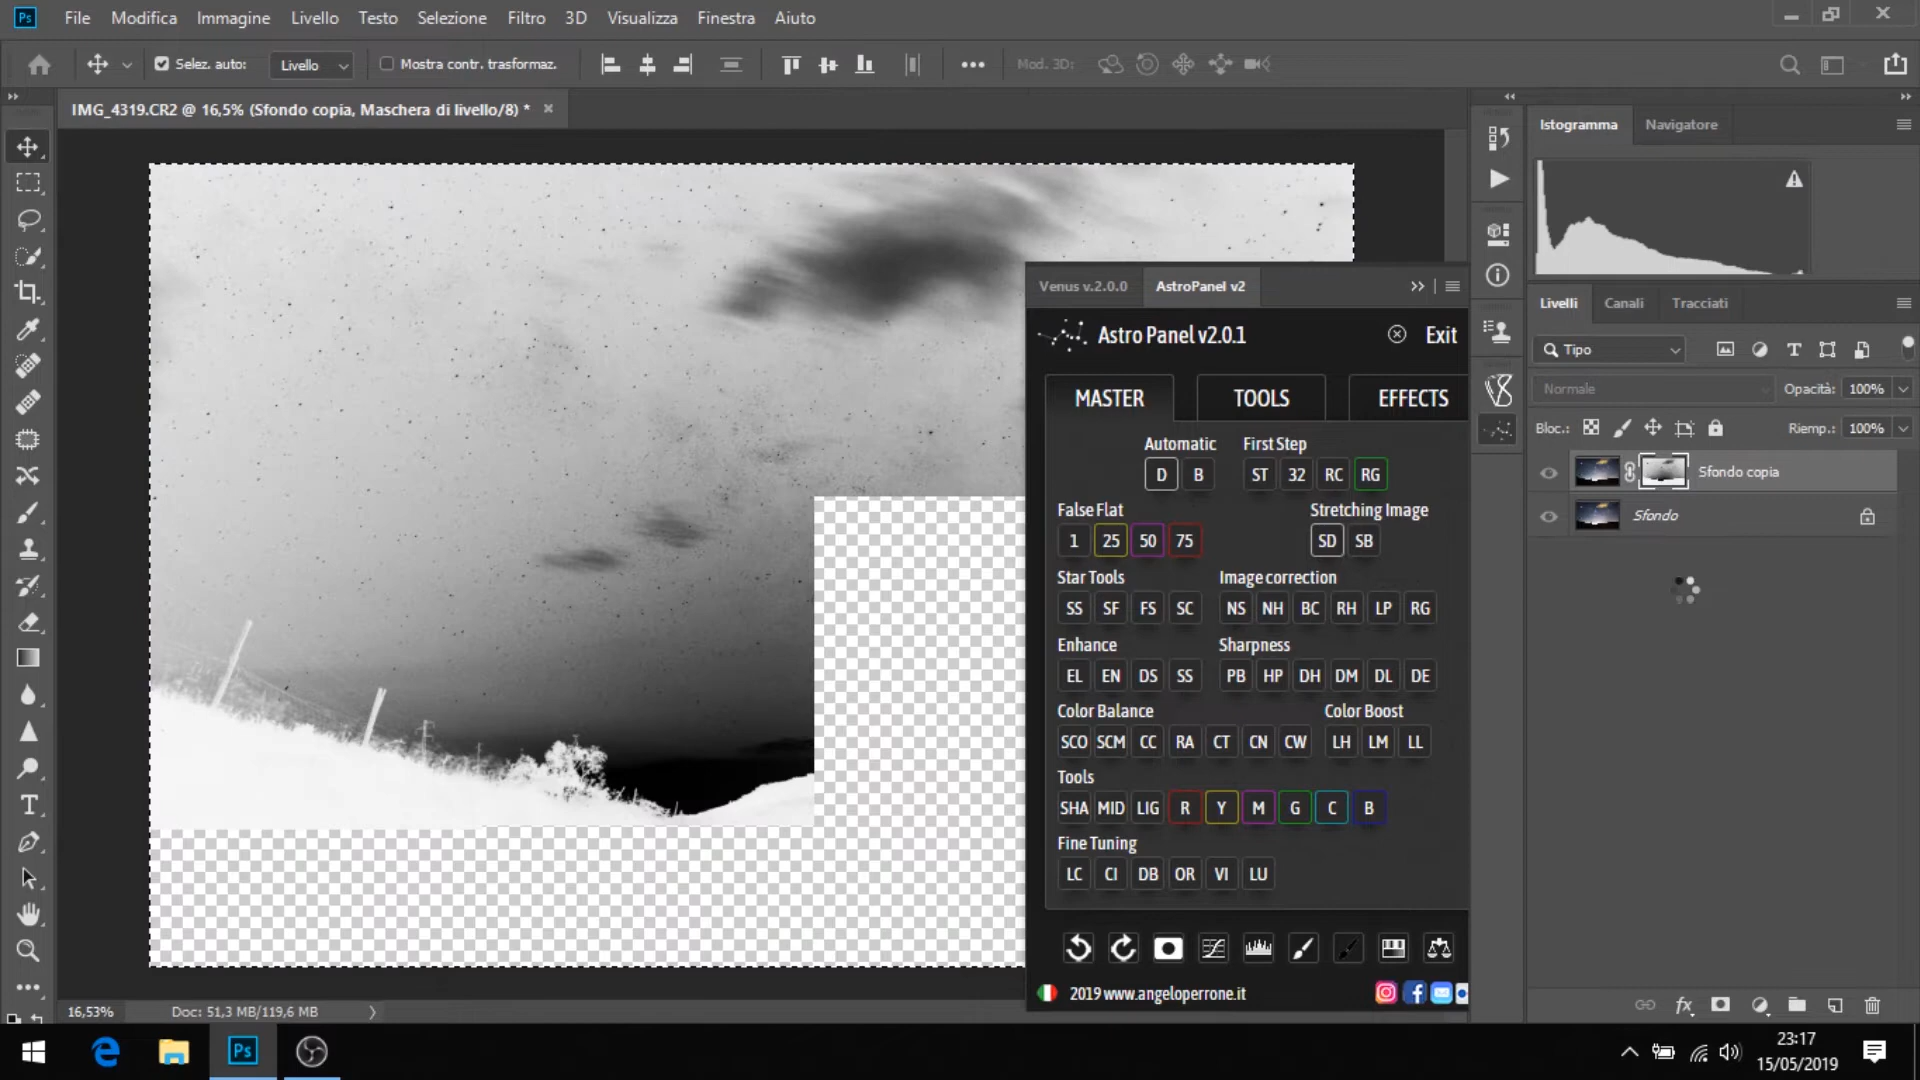 Ps File Modifica Immagine Livello Testo Selezione Filtro 3D Visualizza Finestra Aiuto
Selez. auto: Livello Mostra contr. trasformaz. Mod. 3D:
IMG_4319.CR2 @ 16,5% (Sfondo copia, Maschera di livello/8) *
Istogramma Navigatore
Venus v.2.0.0 AstroPanel v2
Astro Panel v2.0.1 Exit
MASTER TOOLS EFFECTS
Automatic First Step
D B ST 32 RC RG
False Flat Stretching Image
1 25 50 75 SD SB
Star Tools Image correction
SS SF FS SC NS NH BC RH LP RG
Enhance Sharpness
EL EN DS SS PB HP DH DM DL DE
Color Balance Color Boost
SCO SCM CC RA CT CN CW LH LM LL
Tools
SHA MID LIG R Y M G C B
Fine Tuning
LC CI DB OR VI LU
2019 www.angeloperrone.it
Livelli Canali Tracciati
Tipo
Normale Opacità: 100%
Bloc.: Riemp.: 100%
Sfondo copia
Sfondo
fx
16,53% Doc: 51,3 MB/119,6 MB
Ps
23:17
15/05/2019